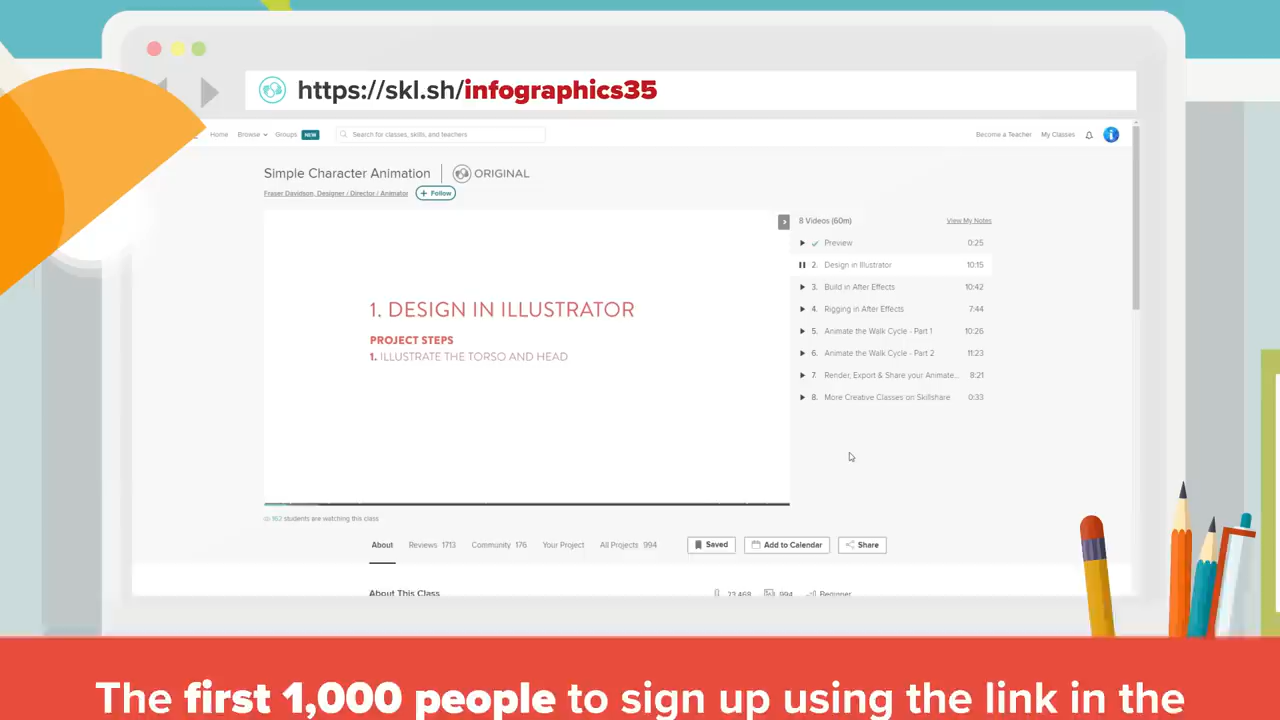 https://skl.sh/infographics35
Home Browse Groups NEW Search for classes, skills, and teachers Become a Teacher My Classes
Simple Character Animation ORIGINAL
Fraser Davidson, Designer / Director / Animator + Follow
8 Videos (60m) View My Notes
Preview 0:25
2. Design in Illustrator 10:15
3. Build in After Effects 10:42
4. Rigging in After Effects 7:44
5. Animate the Walk Cycle - Part 1 10:26
6. Animate the Walk Cycle - Part 2 11:23
7. Render, Export & Share your Animate... 8:21
8. More Creative Classes on Skillshare 0:33
1. DESIGN IN ILLUSTRATOR
PROJECT STEPS
1. ILLUSTRATE THE TORSO AND HEAD
162 students are watching this class
About Reviews 1713 Community 176 Your Project All Projects 994 Saved Add to Calendar Share
About This Class 23,468 994 Beginner
The first 1,000 people to sign up using the link in the